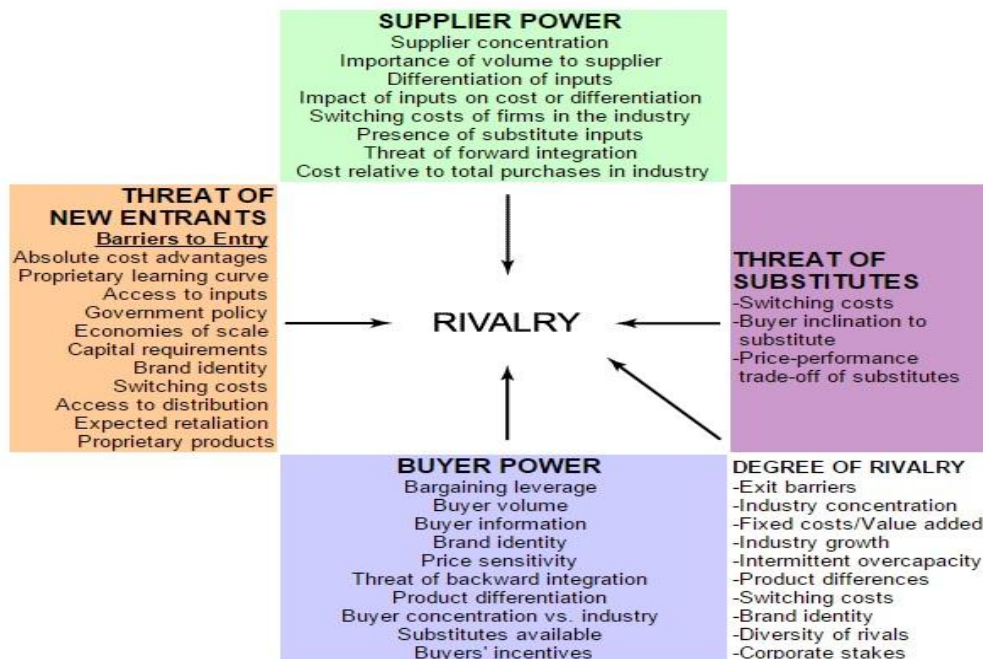 SUPPLIER POWER
Supplier concentration
Importance of volume to supplier
Differentiation of inputs
Impact of inputs on cost or differentiation
Switching costs of firms in the industry
Presence of substitute inputs
Threat of forward integration
Cost relative to total purchases in industry
THREAT OF
NEW ENTRANTS
Barriers to Entry
Absolute cost advantages
Proprietary learning curve
Access to inputs
Government policy
Economies of scale
Capital requirements
Brand identity
Switching costs
Access to distribution
Expected retaliation
Proprietary products
RIVALRY
THREAT OF
SUBSTITUTES
-Switching costs
-Buyer inclination to
substitute
-Price-performance
trade-off of substitutes
BUYER POWER
Bargaining leverage
Buyer volume
Buyer information
Brand identity
Price sensitivity
Threat of backward integration
Product differentiation
Buyer concentration vs. industry
Substitutes available
Buyers' incentives
DEGREE OF RIVALRY
-Exit barriers
-Industry concentration
-Fixed costs/Value added
-Industry growth
-Intermittent overcapacity
-Product differences
-Switching costs
-Brand identity
-Diversity of rivals
-Corporate stakes